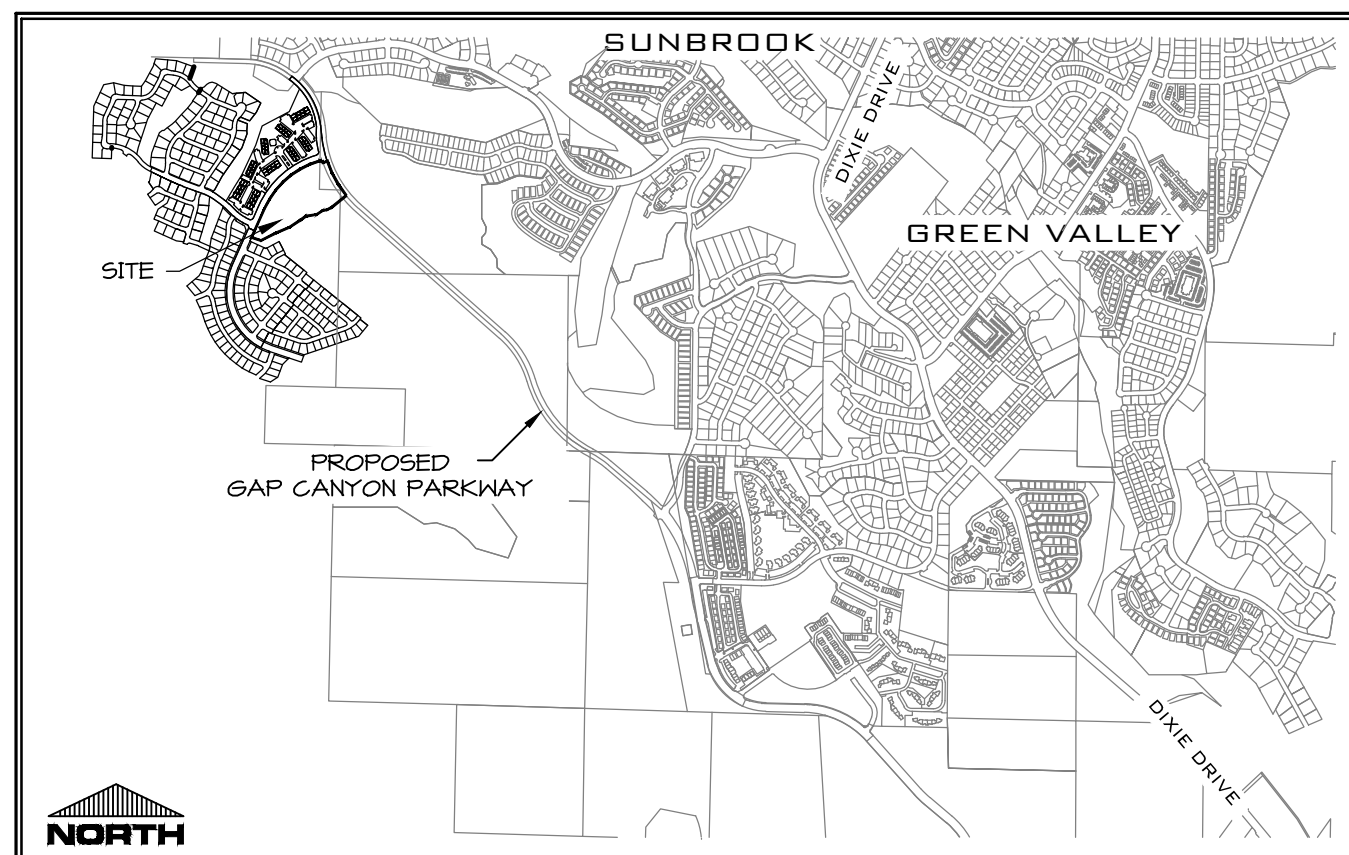 SUNBROOK
DIXIE DRIVE
GREEN VALLEY
SITE
PROPOSED
GAP CANYON PARKWAY
DIXIE DRIVE
NORTH